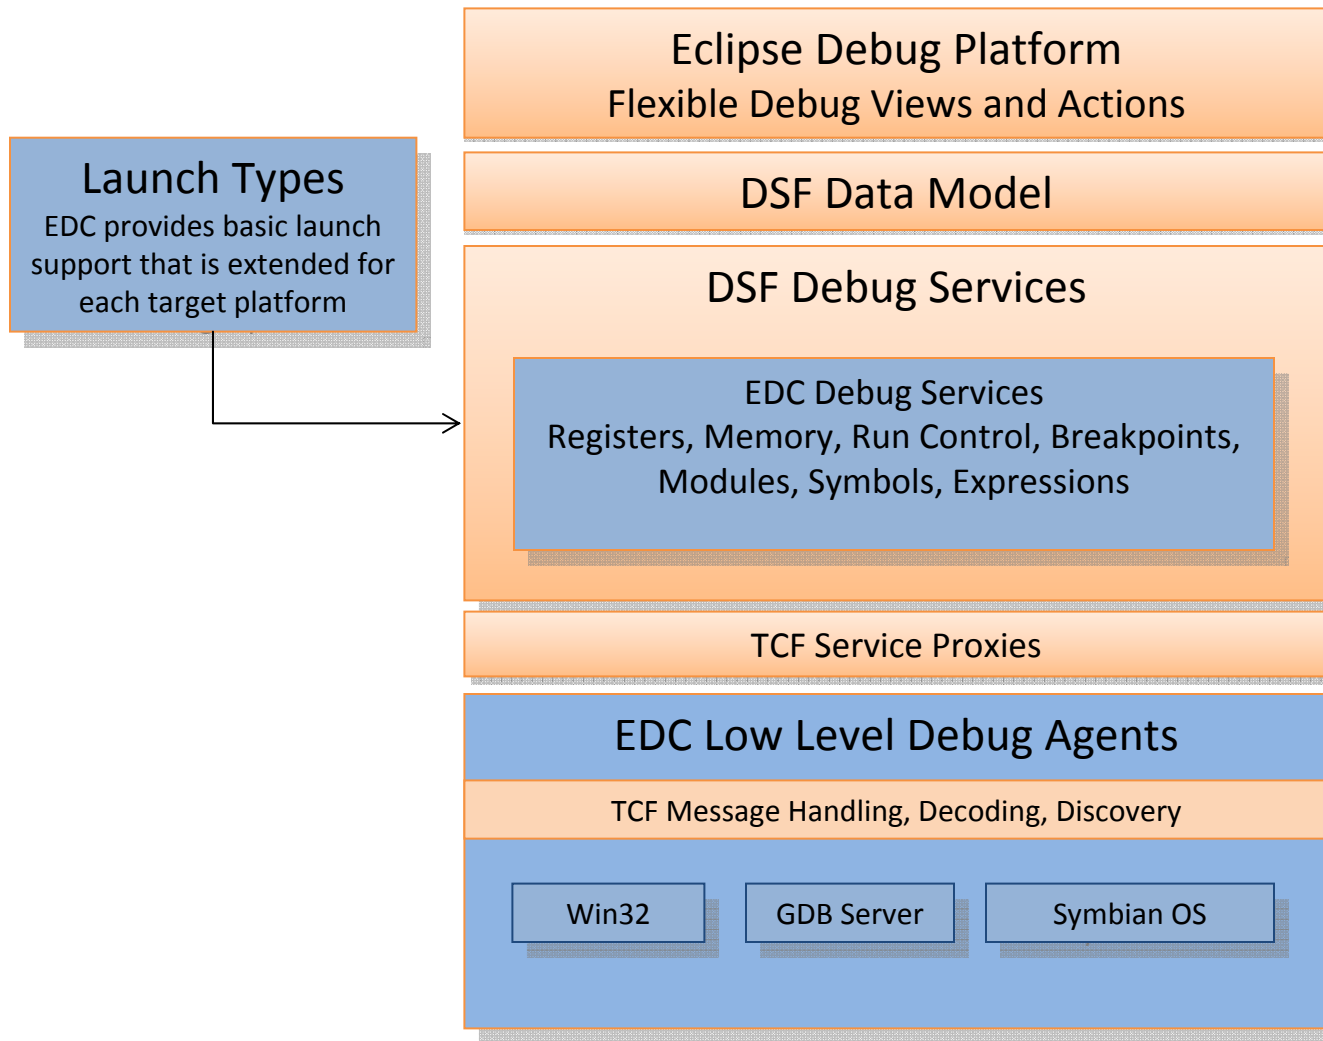 Eclipse Debug Platform
Flexible Debug Views and Actions
Launch Types
EDC provides basic launch
support that is extended for
each target platform
DSF Data Model
DSF Debug Services
EDC Debug Services
Registers, Memory, Run Control, Breakpoints,
Modules, Symbols, Expressions
TCF Service Proxies
EDC Low Level Debug Agents
TCF Message Handling, Decoding, Discovery
Win32
GDB Server
Symbian OS